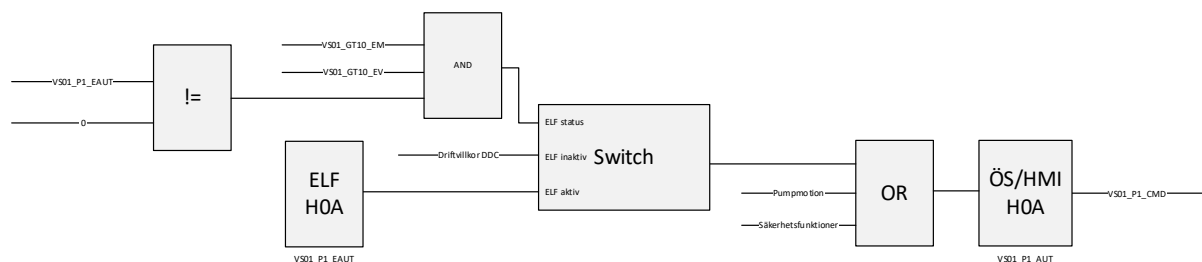 VS01_GT10_EM
VS01_GT10_EV
AND
VS01_P1_EAUT
0
!=
ELF status
ELF inaktiv
ELF aktiv
Switch
Driftvillkor DDC
ELF
H0A
VS01_P1_EAUT
Pumpmotion
Säkerhetsfunktioner
OR
ÖS/HMI
H0A
VS01_P1_AUT
VS01_P1_CMD